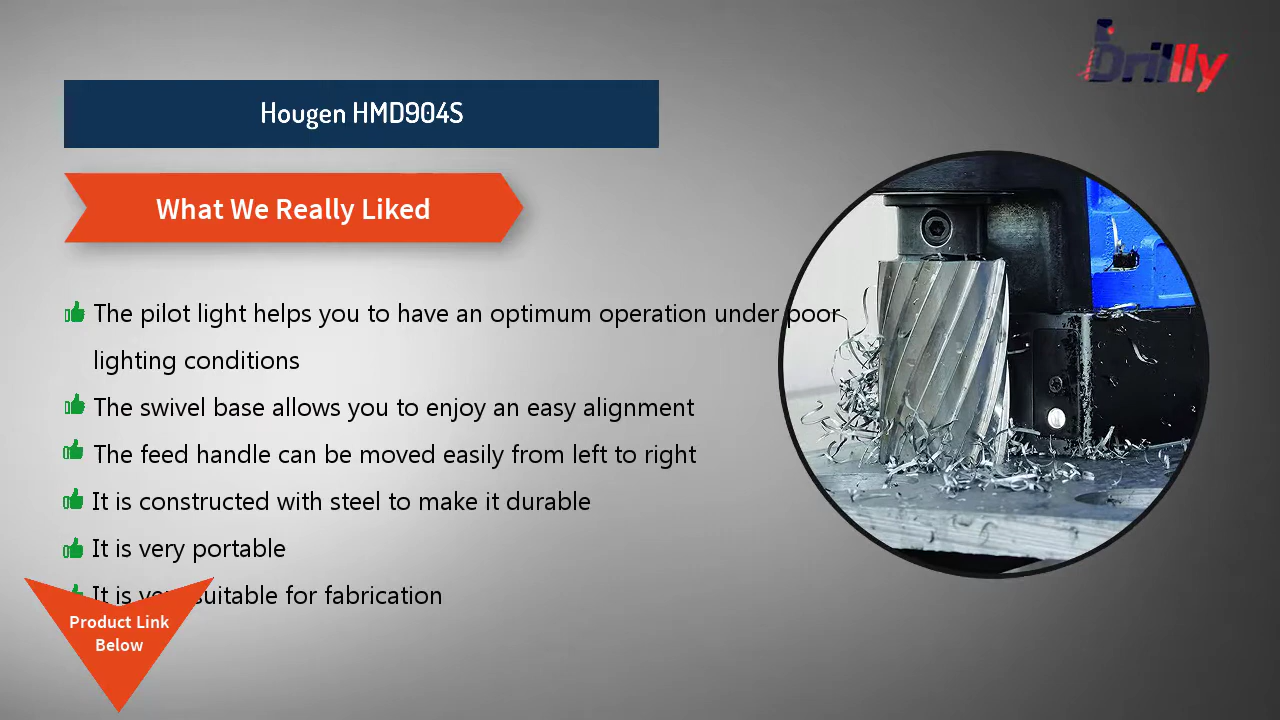 Drillly
Hougen HMD904S
What We Really Liked
The pilot light helps you to have an optimum operation under poor
lighting conditions
The swivel base allows you to enjoy an easy alignment
The feed handle can be moved easily from left to right
It is constructed with steel to make it durable
It is very portable
It is very suitable for fabrication
Product Link
Below